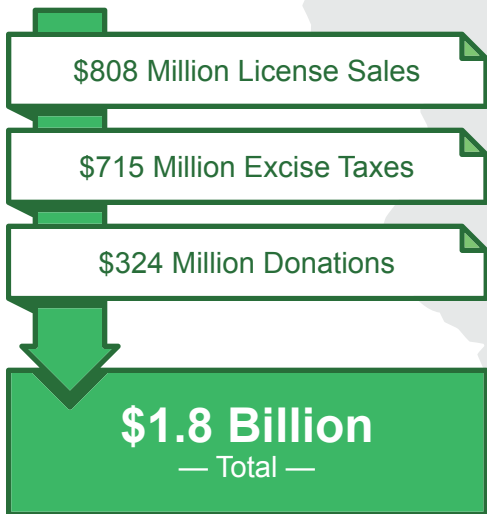 $808 Million License Sales
$715 Million Excise Taxes
$324 Million Donations
$1.8 Billion
— Total —